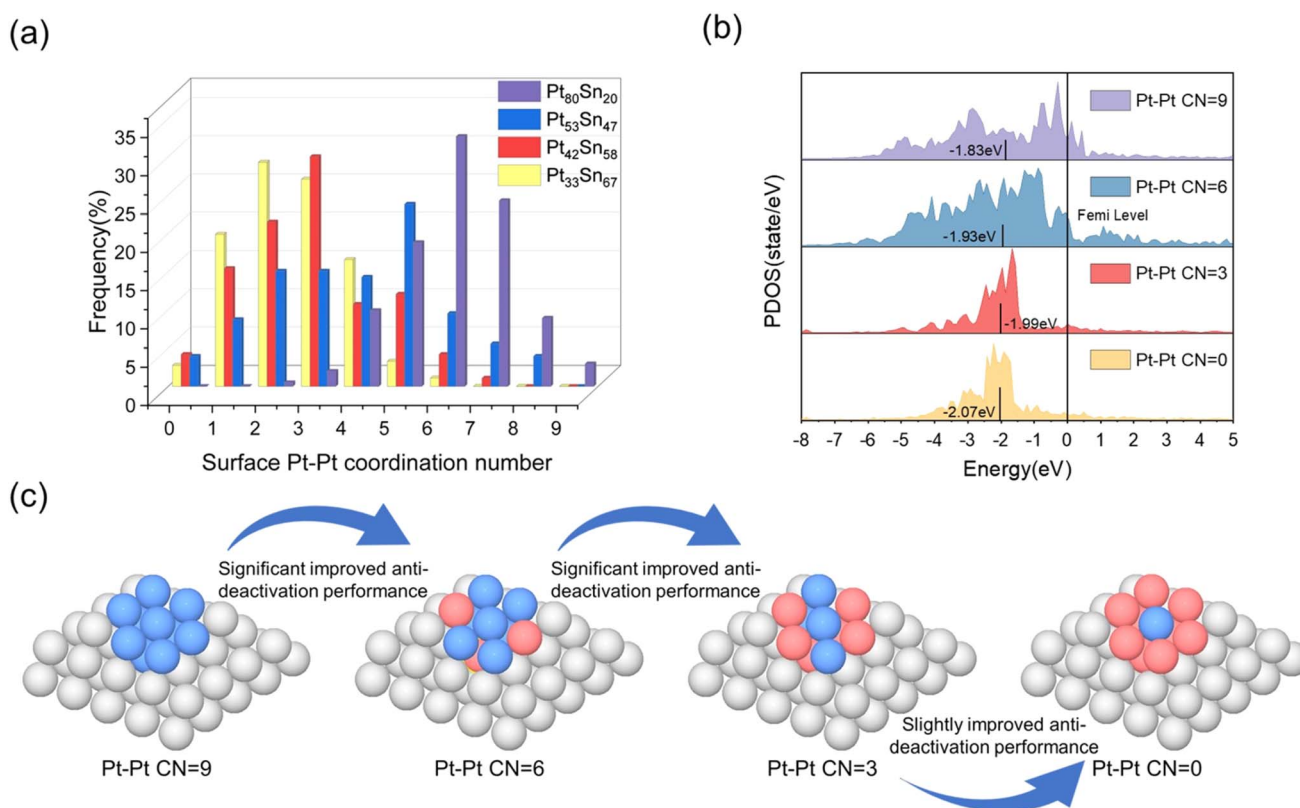 (a)
Pt80Sn20
Pt53Sn47
Pt42Sn58
Pt33Sn67
Frequency(%)
35
30
25
20
15
10
5
0
0 1 2 3 4 5 6 7 8 9
Surface Pt-Pt coordination number
(b)
Pt-Pt CN=9
-1.83eV
Pt-Pt CN=6
Femi Level
-1.93eV
Pt-Pt CN=3
-1.99eV
Pt-Pt CN=0
-2.07eV
PDOS(state/eV)
-8 -7 -6 -5 -4 -3 -2 -1 0 1 2 3 4 5
Energy(eV)
(c)
Significant improved anti-
deactivation performance
Significant improved anti-
deactivation performance
Slightly improved anti-
deactivation performance
Pt-Pt CN=9
Pt-Pt CN=6
Pt-Pt CN=3
Pt-Pt CN=0